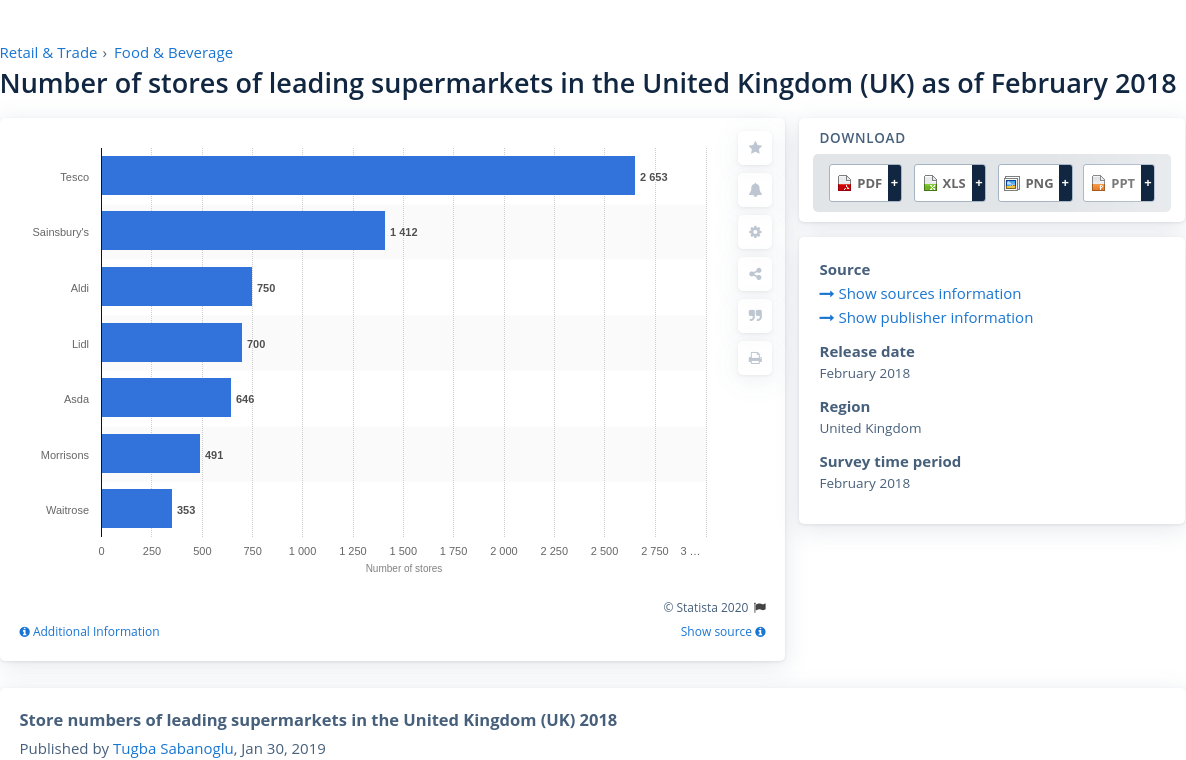 Retail & Trade › Food & Beverage
Number of stores of leading supermarkets in the United Kingdom (UK) as of February 2018
Tesco 2 653
Sainsbury's 1 412
Aldi 750
Lidl 700
Asda 646
Morrisons 491
Waitrose 353
0 250 500 750 1 000 1 250 1 500 1 750 2 000 2 250 2 500 2 750 3 ...
Number of stores
© Statista 2020
Additional Information Show source
DOWNLOAD
PDF + XLS + PNG + PPT +
Source
Show sources information
Show publisher information
Release date
February 2018
Region
United Kingdom
Survey time period
February 2018
Store numbers of leading supermarkets in the United Kingdom (UK) 2018
Published by Tugba Sabanoglu, Jan 30, 2019